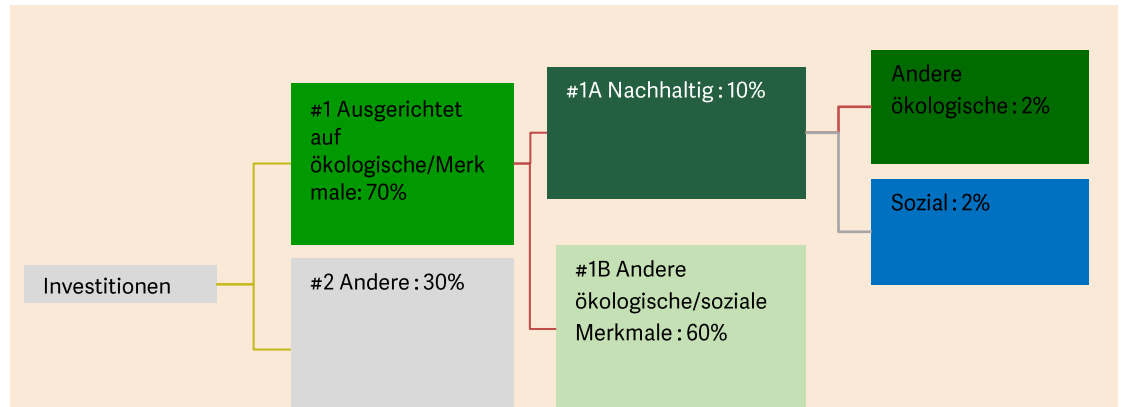 Investitionen
#1 Ausgerichtet
auf
ökologische/Merk
male: 70%
#2 Andere : 30%
#1A Nachhaltig : 10%
#1B Andere
ökologische/soziale
Merkmale : 60%
Andere
ökologische : 2%
Sozial : 2%